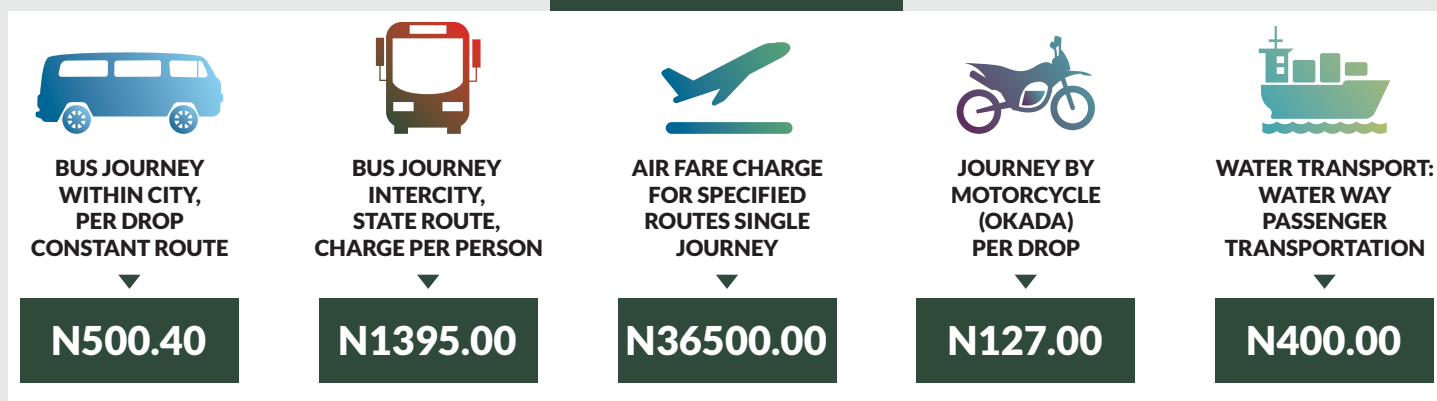 BUS JOURNEY
WITHIN CITY,
PER DROP
CONSTANT ROUTE
N500.40
BUS JOURNEY
INTERCITY,
STATE ROUTE,
CHARGE PER PERSON
N1395.00
AIR FARE CHARGE
FOR SPECIFIED
ROUTES SINGLE
JOURNEY
N36500.00
JOURNEY BY
MOTORCYCLE
(OKADA)
PER DROP
N127.00
WATER TRANSPORT:
WATER WAY
PASSENGER
TRANSPORTATION
N400.00